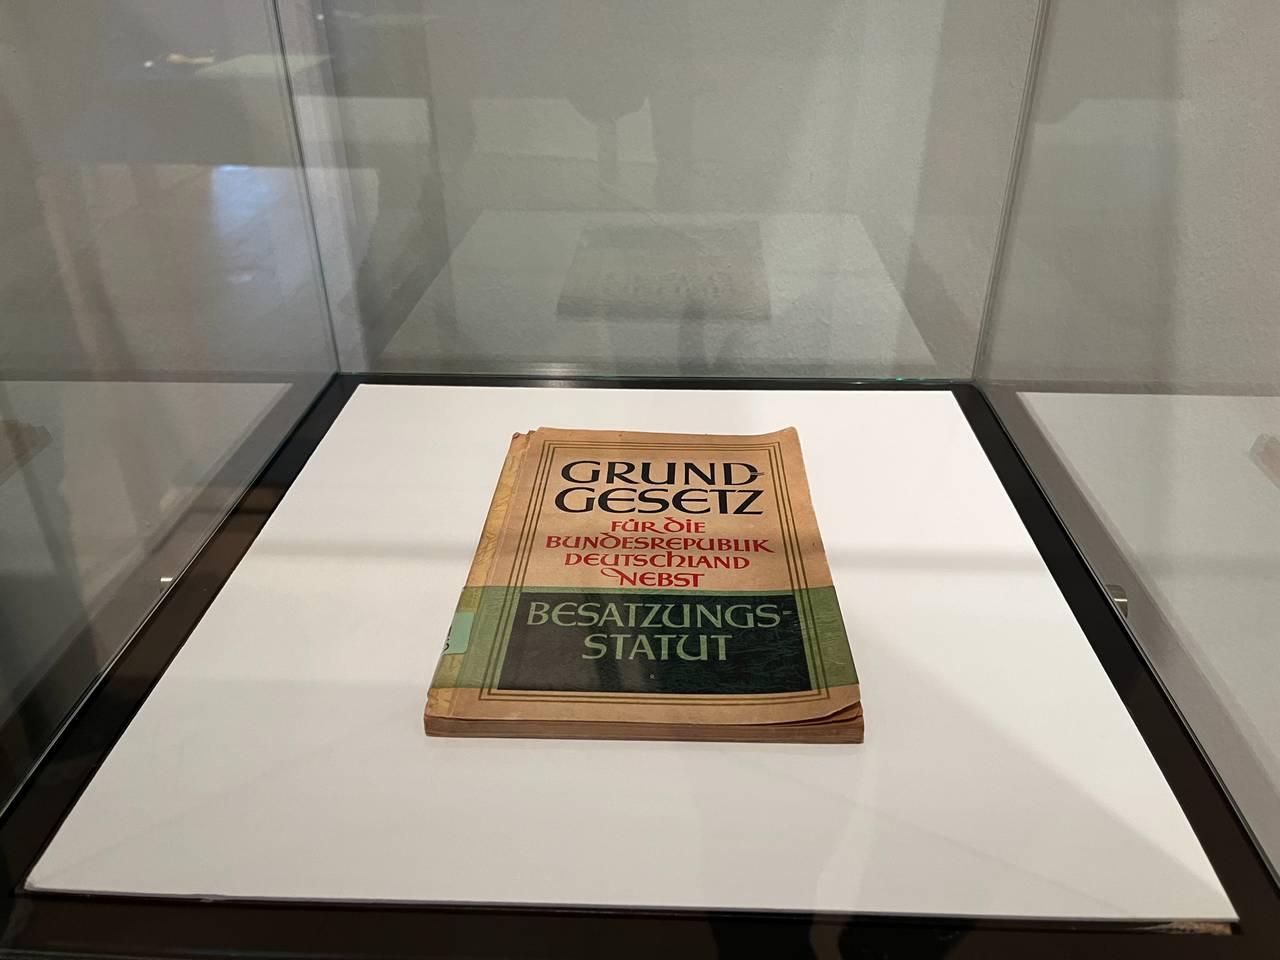 GRUND-
GESETZ
FÜR DIE
BUNDESREPUBLIK
DEUTSCHLAND
NEBST
BESATZUNGS-
STATUT